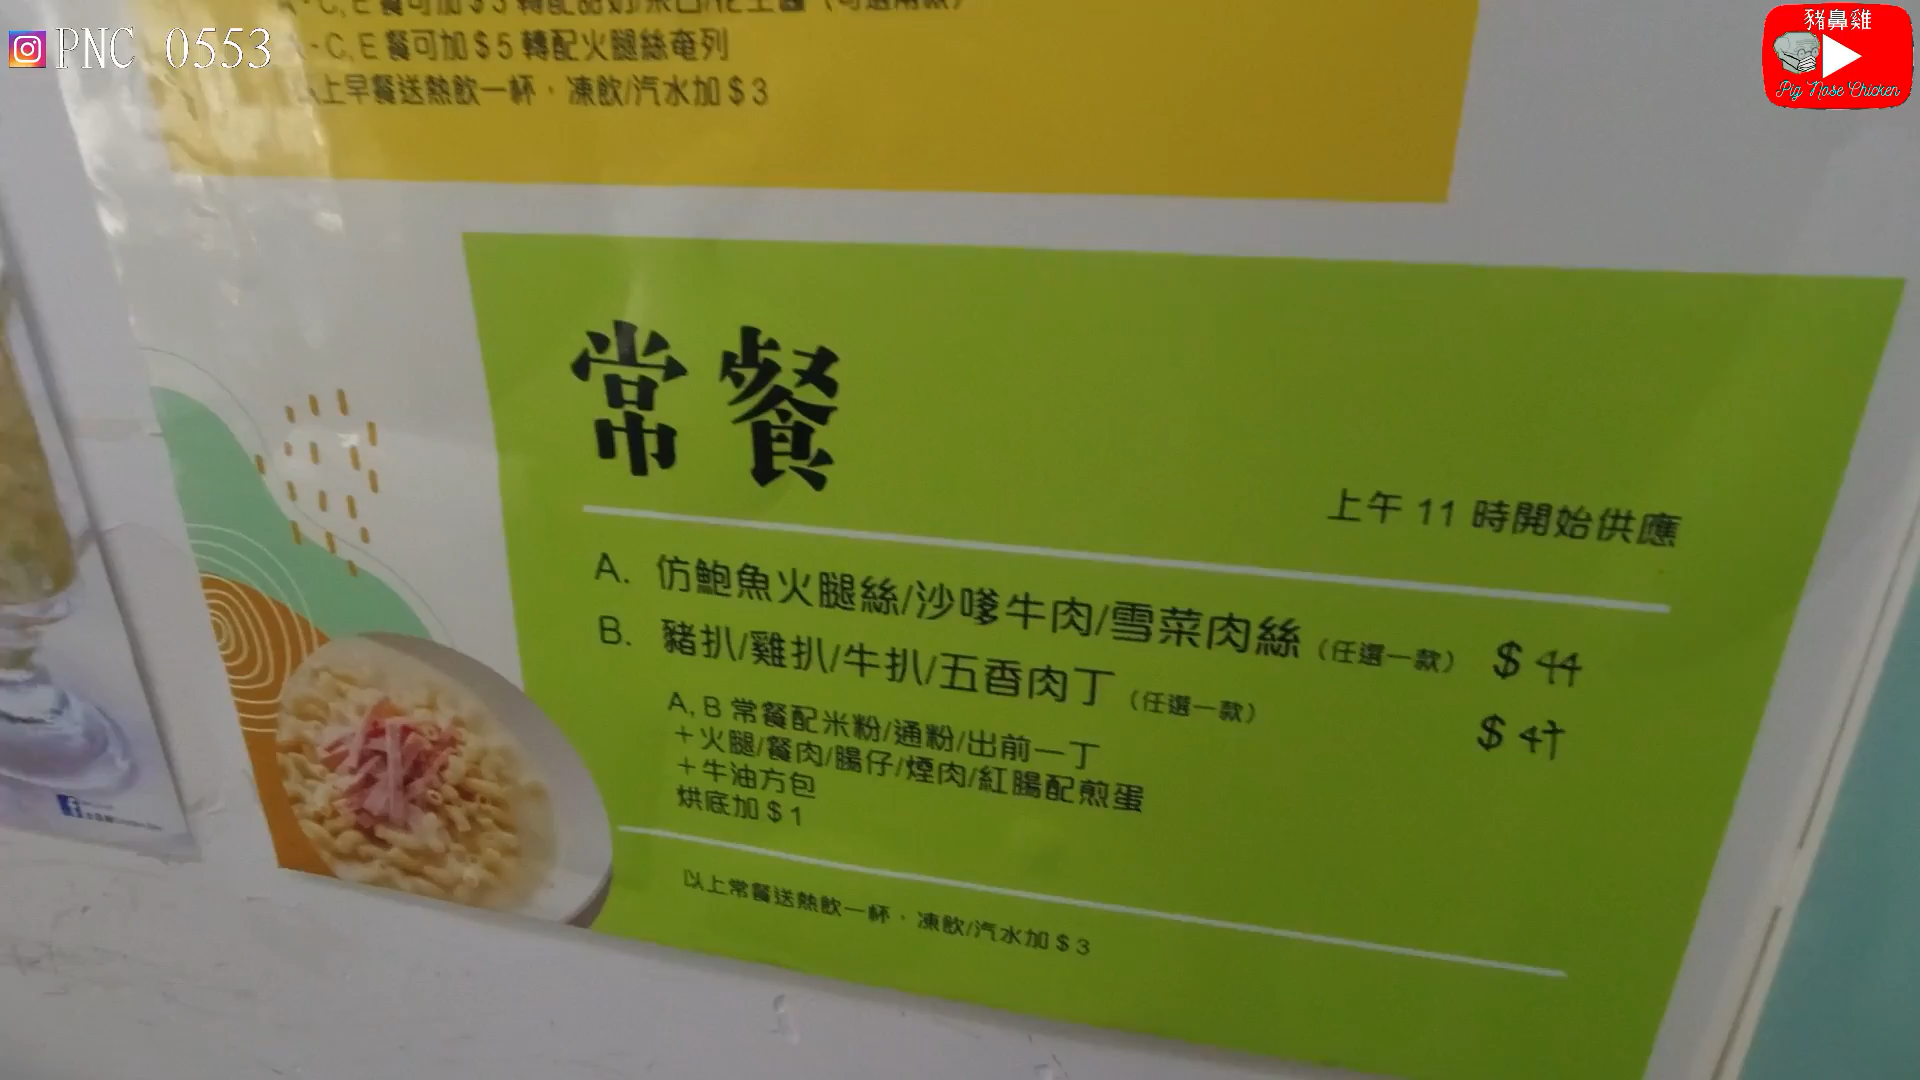 PNC 0553
豬鼻雞
Pig Nose Chicken
C, E 餐可加 $5 轉配火腿絲奄列
以上早餐送熱飲一杯，凍飲/汽水加 $3
常餐
上午 11 時開始供應
A. 仿鮑魚火腿絲/沙嗲牛肉/雪菜肉絲 (任選一款) $44
B. 豬扒/雞扒/牛扒/五香肉丁 (任選一款) $47
A, B 常餐配米粉/通粉/出前一丁
+火腿/餐肉/腸仔/煙肉/紅腸配煎蛋
+牛油方包
烘底加 $1
以上常餐送熱飲一杯，凍飲/汽水加 $3